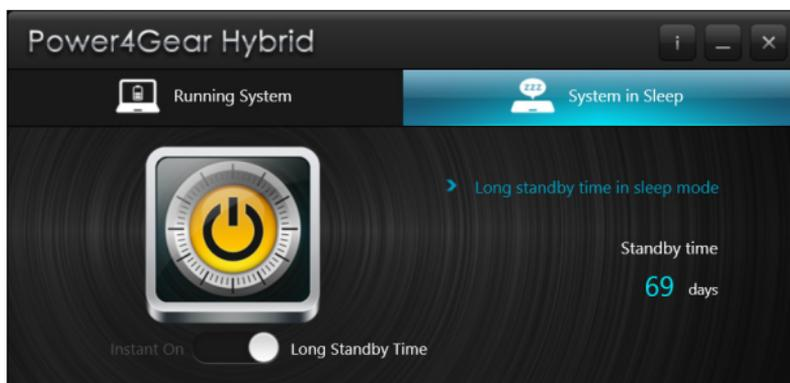 Power4Gear Hybrid
i
Running System
zzz
System in Sleep
Long standby time in sleep mode
Standby time
69 days
Instant On
Long Standby Time